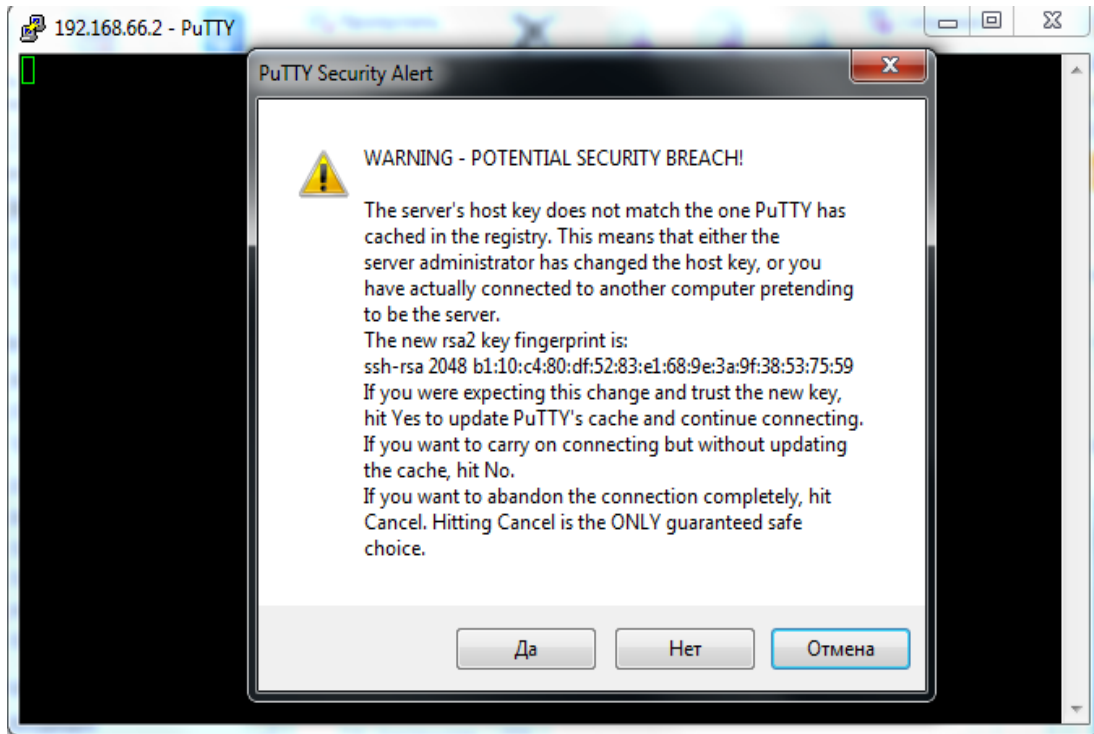 192.168.66.2 - PuTTY
PuTTY Security Alert
WARNING - POTENTIAL SECURITY BREACH!
The server's host key does not match the one PuTTY has
cached in the registry. This means that either the
server administrator has changed the host key, or you
have actually connected to another computer pretending
to be the server.
The new rsa2 key fingerprint is:
ssh-rsa 2048 b1:10:c4:80:df:52:83:e1:68:9e:3a:9f:38:53:75:59
If you were expecting this change and trust the new key,
hit Yes to update PuTTY's cache and continue connecting.
If you want to carry on connecting but without updating
the cache, hit No.
If you want to abandon the connection completely, hit
Cancel. Hitting Cancel is the ONLY guaranteed safe
choice.
Да
Нет
Отмена